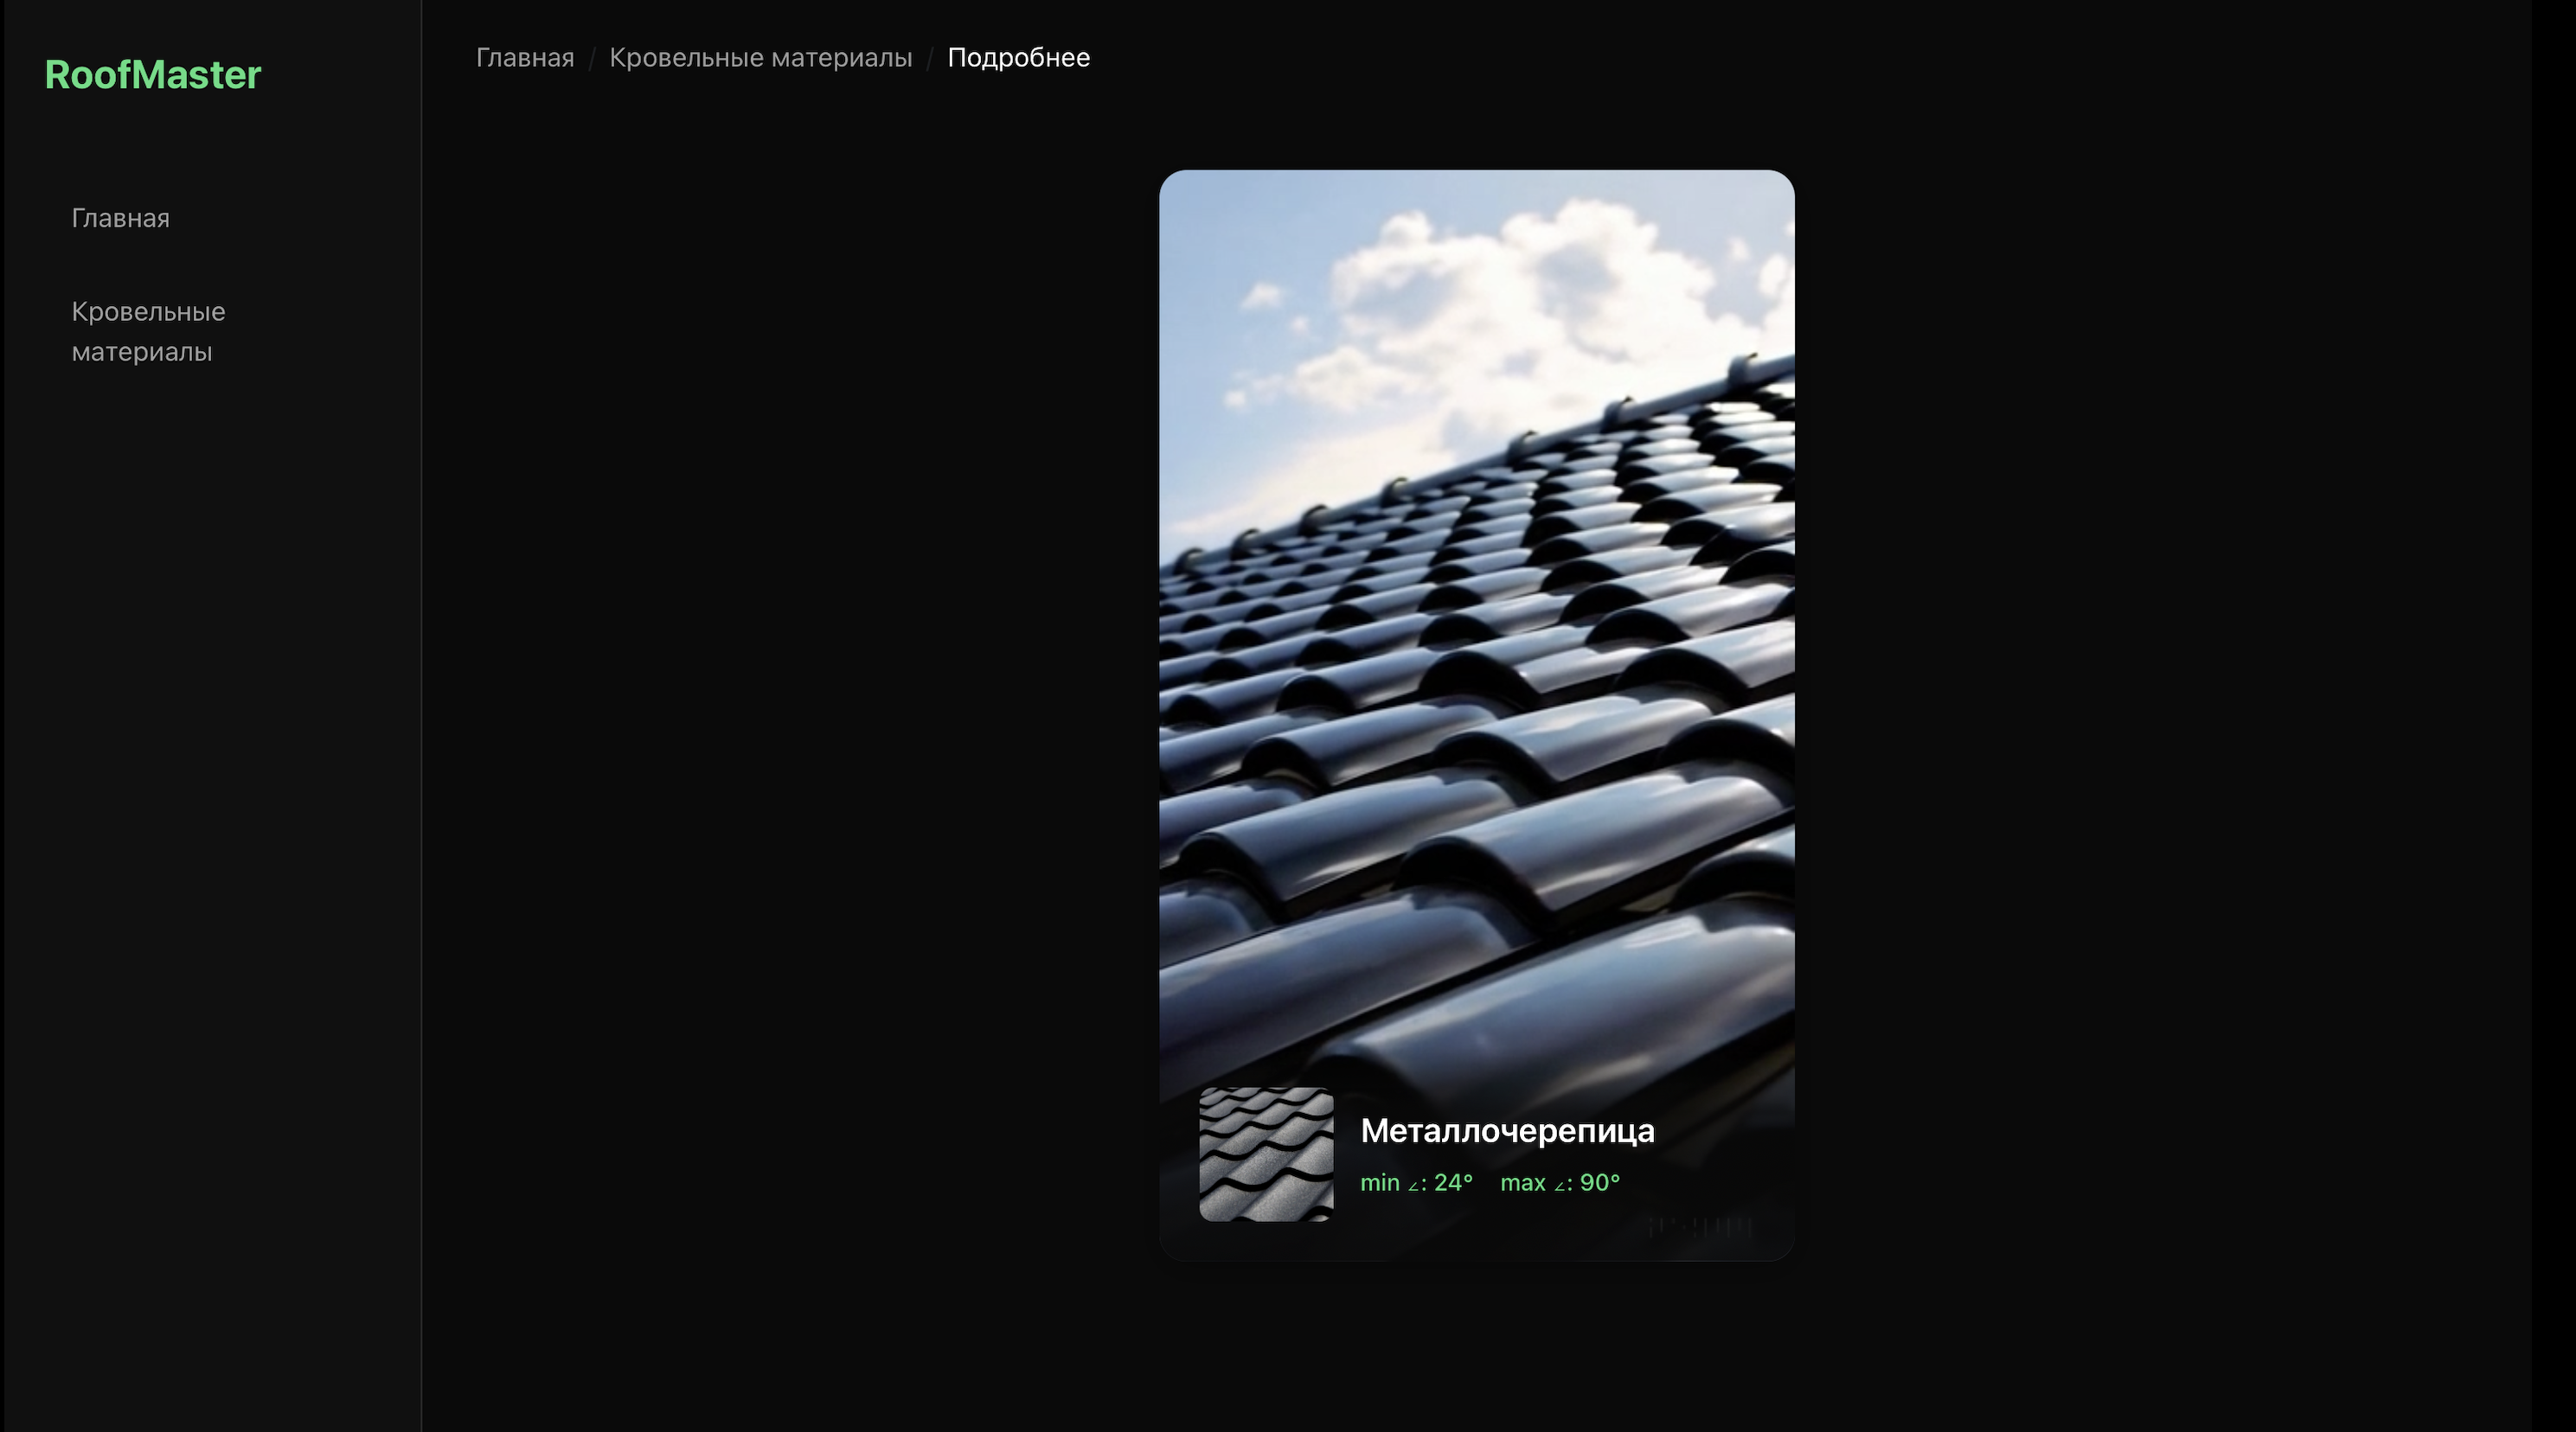 RoofMaster
Главная
Кровельные
материалы
Главная / Кровельные материалы / Подробнее
Металлочерепица
min ∠: 24° max ∠: 90°